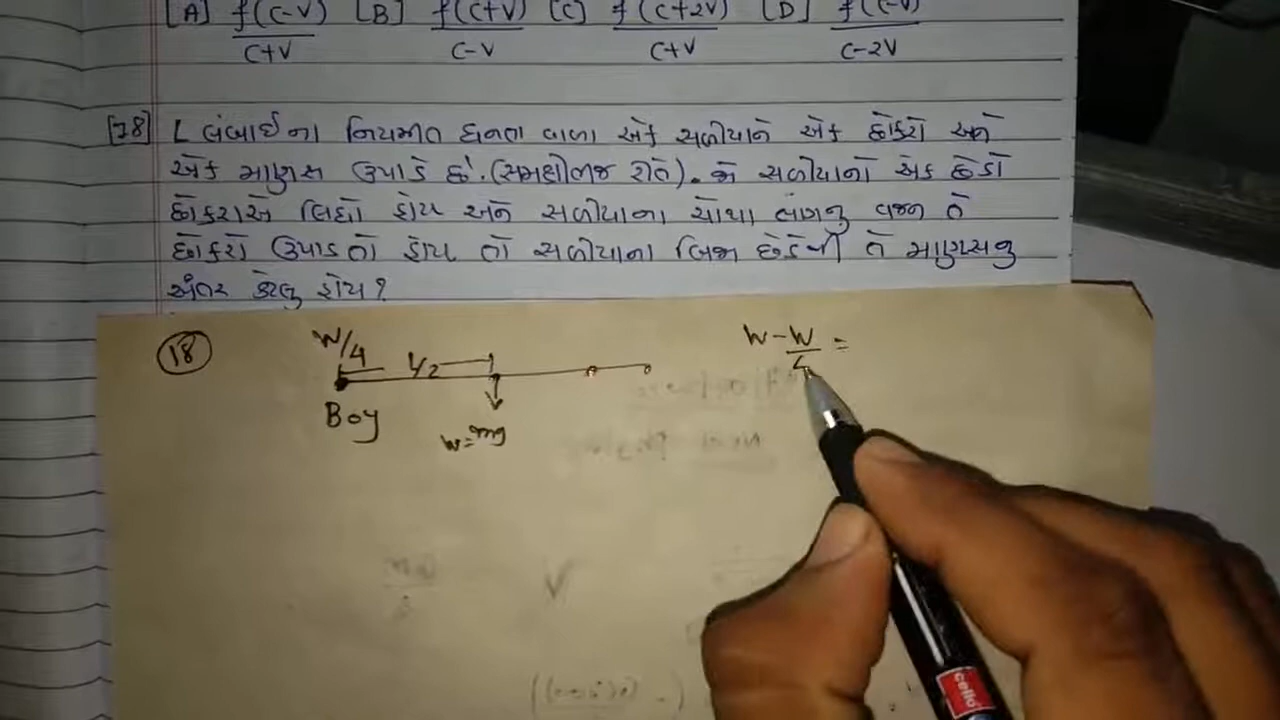 [A] f(C-V) [B] f(C+V) [C] f(C+2V) [D] f(C-V)
C+V C-V C+V C-2V
[18] L લંબાઈના નિયમીત ઘનતા વાળા એક સળીયાને એક છોકરો અને
એક માણસ ઉપાડે છે. (સમક્ષીતીજ રીતે). જો સળીયાનો એક છેડો
છોકરાએ લિધો હોય અને સળીયાના ચોથા ભાગનુ વજન તે
છોકરો ઉપાડતો હોય તો સળીયાના બિજા છેડેથી તે માણસનુ
અંતર કેટલુ હોય?
18
W/4 L/2
W - W/4 =
Boy
W=mg
cello